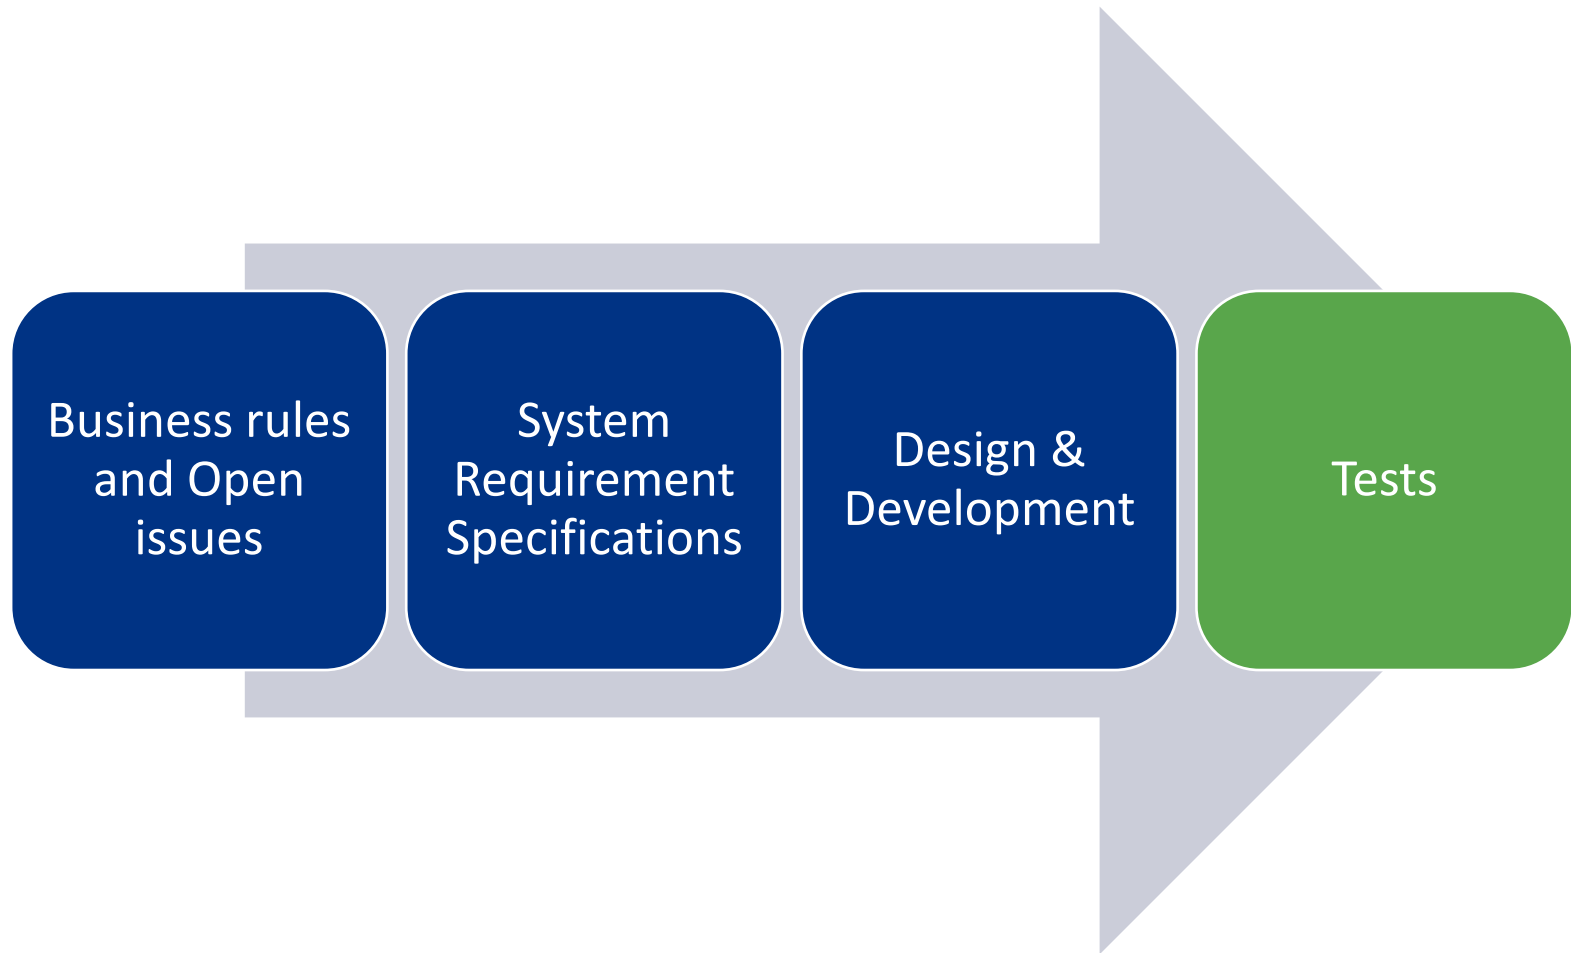 Business rules
and Open
issues
System
Requirement
Specifications
Design &
Development
Tests